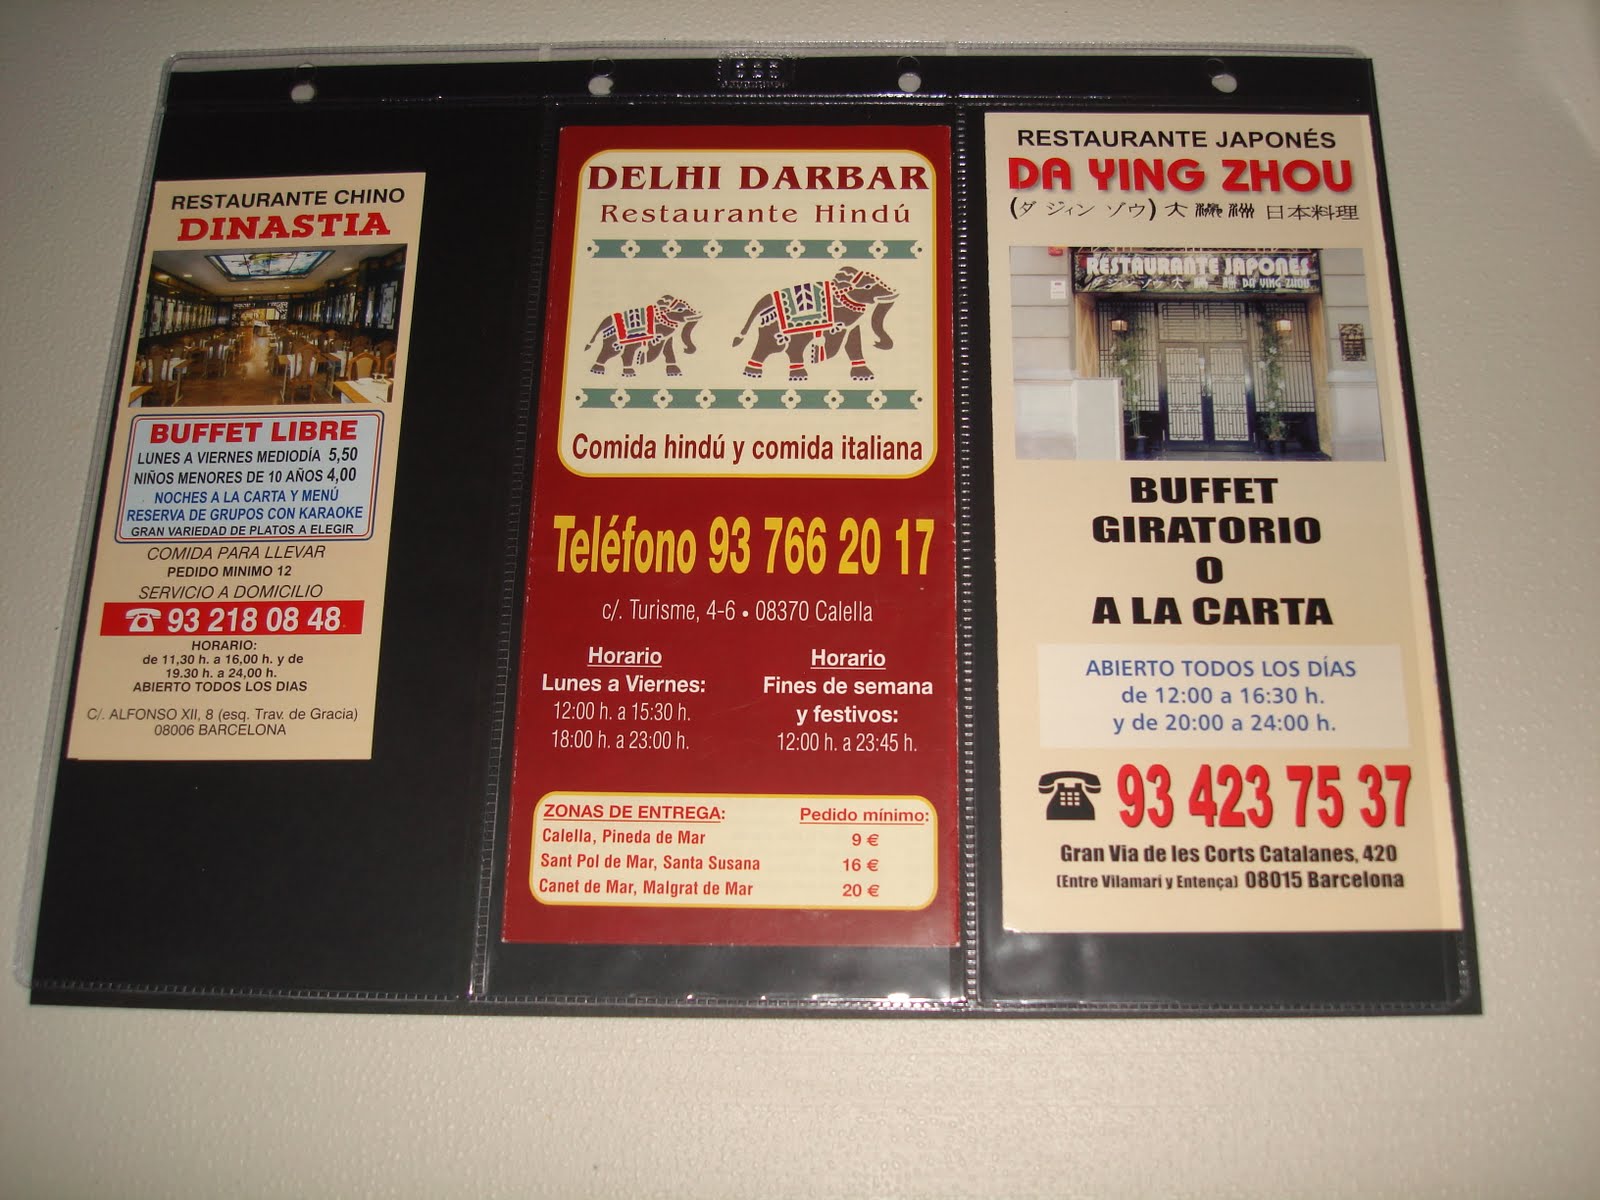 RESTAURANTE CHINO
DINASTIA
BUFFET LIBRE
LUNES A VIERNES MEDIODÍA 5,50
NIÑOS MENORES DE 10 AÑOS 4,00
NOCHES A LA CARTA Y MENÚ
RESERVA DE GRUPOS CON KARAOKE
GRAN VARIEDAD DE PLATOS A ELEGIR
COMIDA PARA LLEVAR
PEDIDO MINIMO 12
SERVICIO A DOMICILIO
93 218 08 48
HORARIO:
de 11,30 h. a 16,00 h. y de
19.30 h. a 24,00 h.
ABIERTO TODOS LOS DIAS
C/. ALFONSO XII, 8 (esq. Trav. de Gracia)
08006 BARCELONA
DELHI DARBAR
Restaurante Hindú
Comida hindú y comida italiana
Teléfono 93 766 20 17
c/. Turisme, 4-6 • 08370 Calella
Horario
Lunes a Viernes:
12:00 h. a 15:30 h.
18:00 h. a 23:00 h.
Horario
Fines de semana
y festivos:
12:00 h. a 23:45 h.
ZONAS DE ENTREGA: Pedido mínimo:
Calella, Pineda de Mar 9 €
Sant Pol de Mar, Santa Susana 16 €
Canet de Mar, Malgrat de Mar 20 €
RESTAURANTE JAPONÉS
DA YING ZHOU
(ダ ジィン ゾウ) 大 洲 日本料理
RESTAURANTE JAPONES
ダ ジィン ゾウ 大 洲 DA YING ZHOU
BUFFET
GIRATORIO
O
A LA CARTA
ABIERTO TODOS LOS DÍAS
de 12:00 a 16:30 h.
y de 20:00 a 24:00 h.
93 423 75 37
Gran Via de les Corts Catalanes, 420
(Entre Vilamarí y Entença) 08015 Barcelona